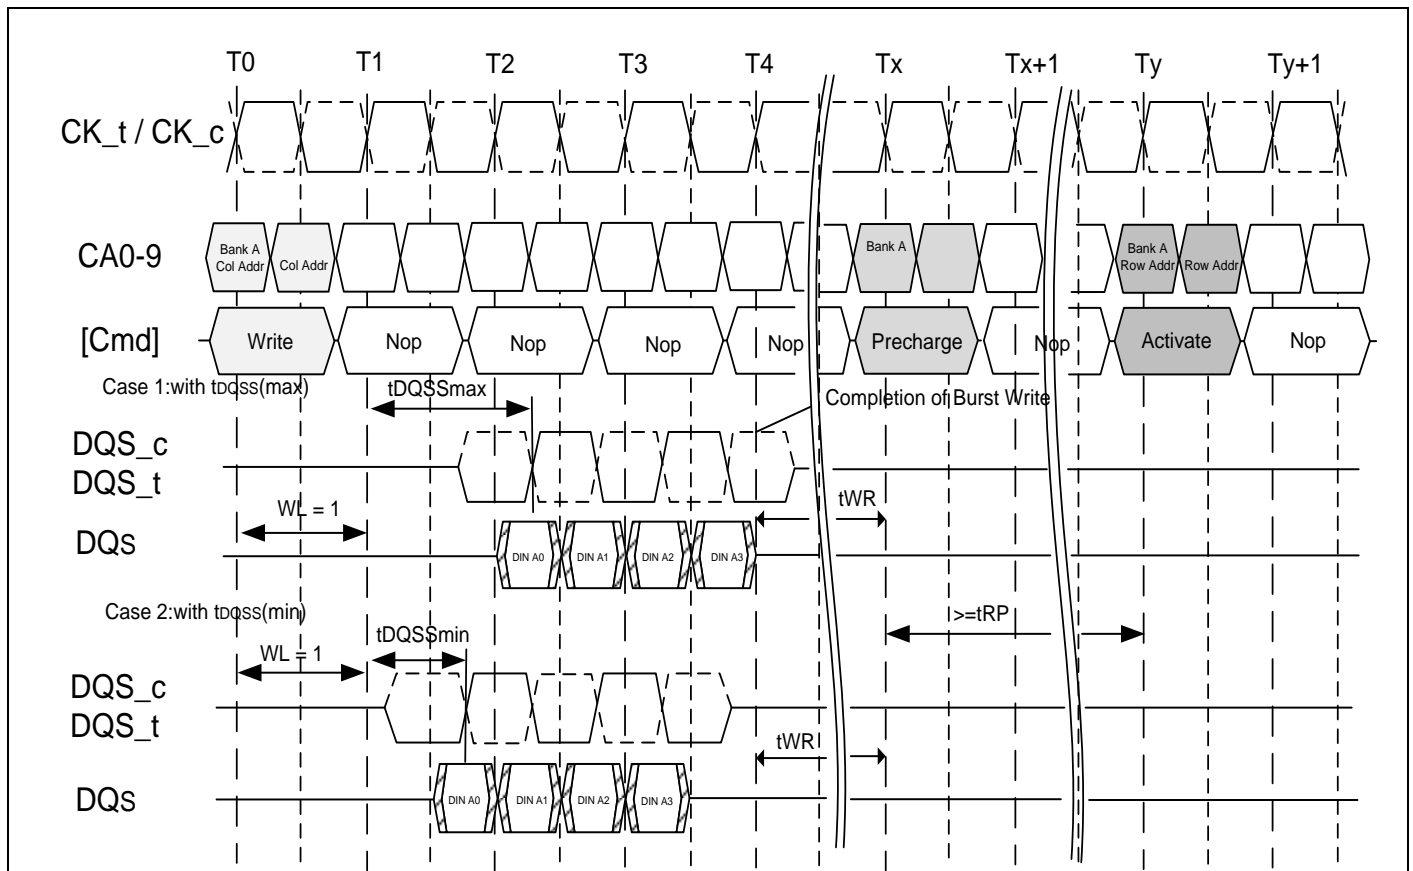 T0 T1 T2 T3 T4 Tx Tx+1 Ty Ty+1
CK_t / CK_c
CA0-9 Bank A Col Addr Col Addr Bank A Bank A Row Addr Row Addr
[Cmd] Write Nop Nop Nop Nop Precharge Nop Activate Nop
Case 1:with tDQSS(max) tDQSSmax Completion of Burst Write
DQS_c
DQS_t
WL = 1 tWR
DQs DIN A0 DIN A1 DIN A2 DIN A3
Case 2:with tDQSS(min) >=tRP
tDQSSmin
WL = 1
DQS_c
DQS_t
tWR
DQs DIN A0 DIN A1 DIN A2 DIN A3